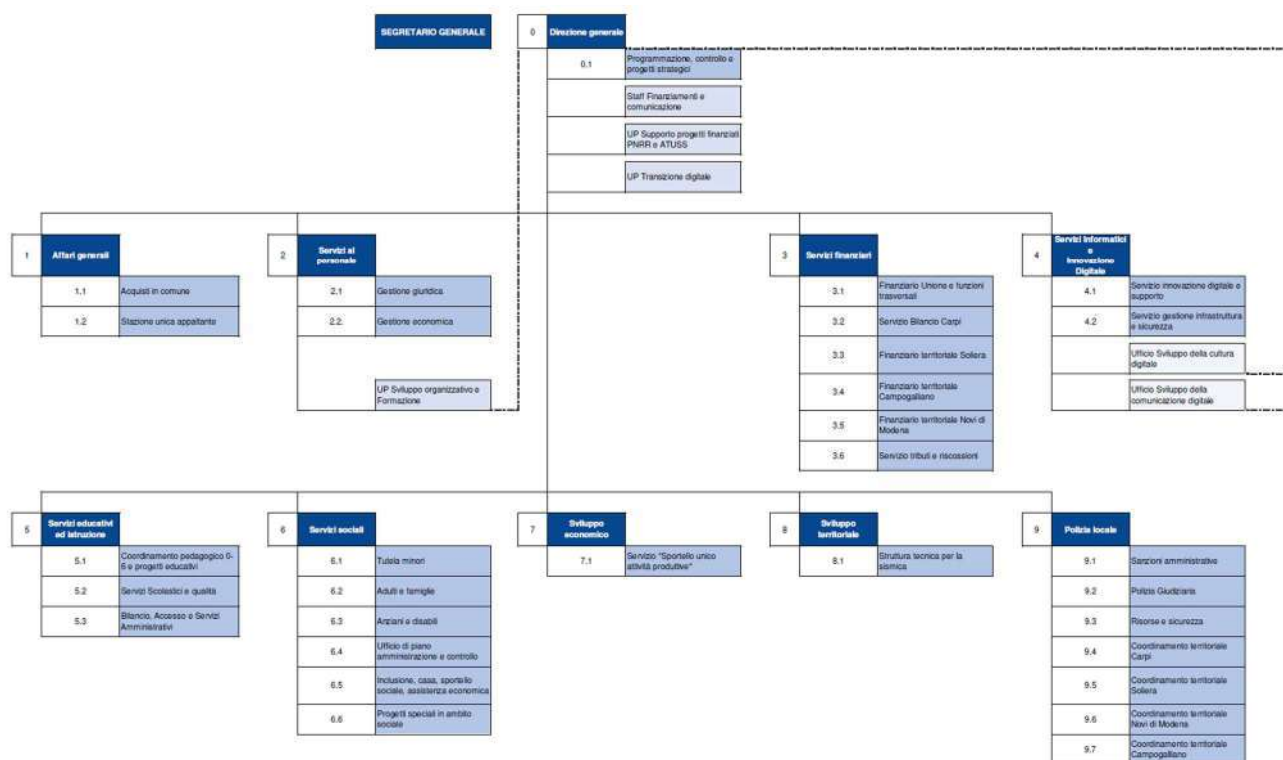 SEGRETARIO GENERALE
0
Direzione generale
0.1
Programmazione, controllo e
progetti strategici
Staff Finanziamenti e
comunicazione
UP Supporto progetti finanziati
PNRR e ATUSS
UP Transizione digitale
1
Affari generali
1.1
Acquisti in comune
1.2
Stazione unica appaltante
2
Servizi al
personale
2.1
Gestione giuridica
2.2.
Gestione economica
UP Sviluppo organizzativo e
Formazione
3
Servizi finanziari
3.1
Finanziario Unione e funzioni
trasversali
3.2
Servizio Bilancio Carpi
3.3
Finanziario territoriale Soliera
3.4
Finanziario territoriale
Campogalliano
3.5
Finanziario territoriale Novi di
Modena
3.6
Servizio tributi e riscossioni
4
Servizi Informatici
e
Innovazione
Digitale
4.1
Servizio innovazione digitale e
supporto
4.2
Servizio gestione infrastruttura
e sicurezza
Ufficio Sviluppo della cultura
digitale
Ufficio Sviluppo della
comunicazione digitale
5
Servizi educativi
ed istruzione
5.1
Coordinamento pedagogico 0-
6 e progetti educativi
5.2
Servizi Scolastici e qualità
5.3
Bilancio, Accesso e Servizi
Amministrativi
6
Servizi sociali
6.1
Tutela minori
6.2
Adulti e famiglie
6.3
Anziani e disabili
6.4
Ufficio di piano
amministrazione e controllo
6.5
Inclusione, casa, sportello
sociale, assistenza economica
6.6
Progetti speciali in ambito
sociale
7
Sviluppo
economico
7.1
Servizio "Sportello unico
attività produttive"
8
Sviluppo
territoriale
8.1
Struttura tecnica per la
sismica
9
Polizia locale
9.1
Sanzioni amministrative
9.2
Polizia Giudiziaria
9.3
Risorse e sicurezza
9.4
Coordinamento territoriale
Carpi
9.5
Coordinamento territoriale
Soliera
9.6
Coordinamento territoriale
Novi di Modena
9.7
Coordinamento territoriale
Campogalliano